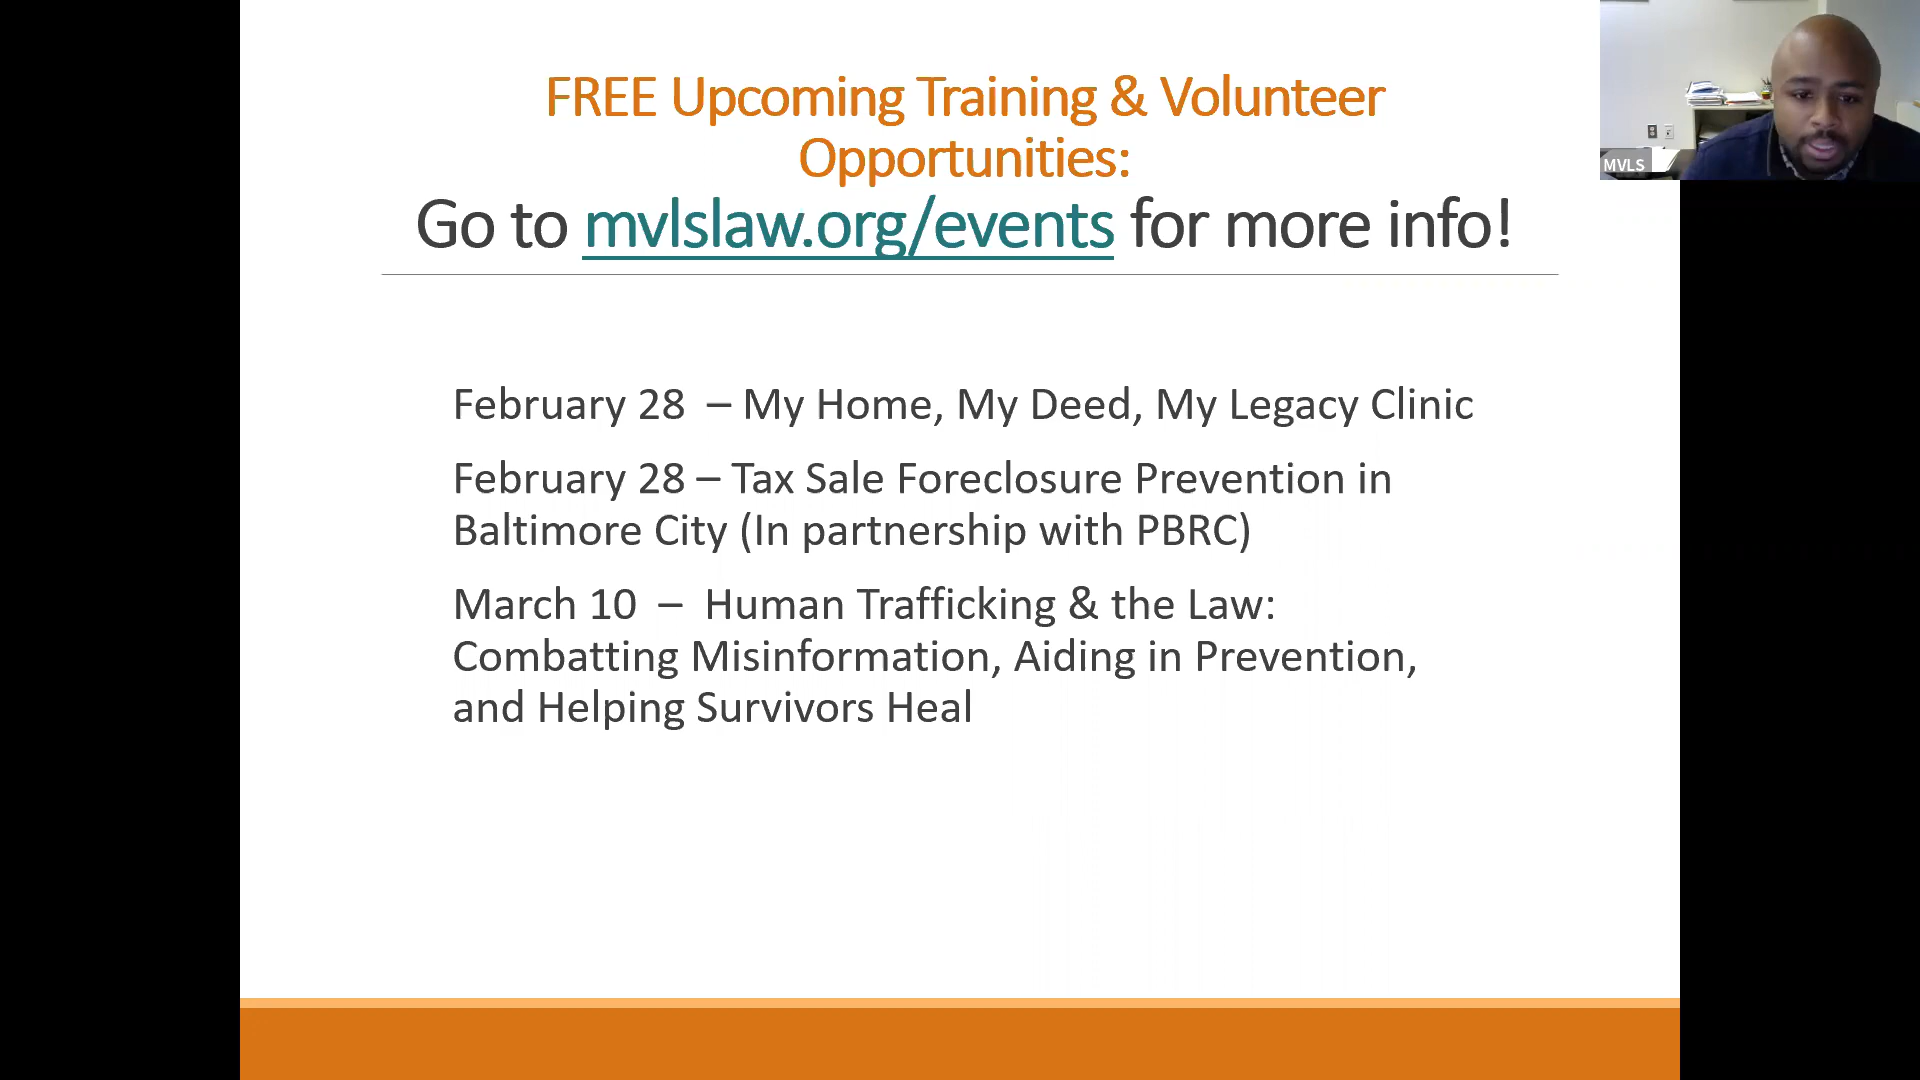 FREE Upcoming Training & Volunteer
Opportunities:
Go to mvlslaw.org/events for more info!
February 28 – My Home, My Deed, My Legacy Clinic
February 28 – Tax Sale Foreclosure Prevention in
Baltimore City (In partnership with PBRC)
March 10 – Human Trafficking & the Law:
Combatting Misinformation, Aiding in Prevention,
and Helping Survivors Heal
MVLS